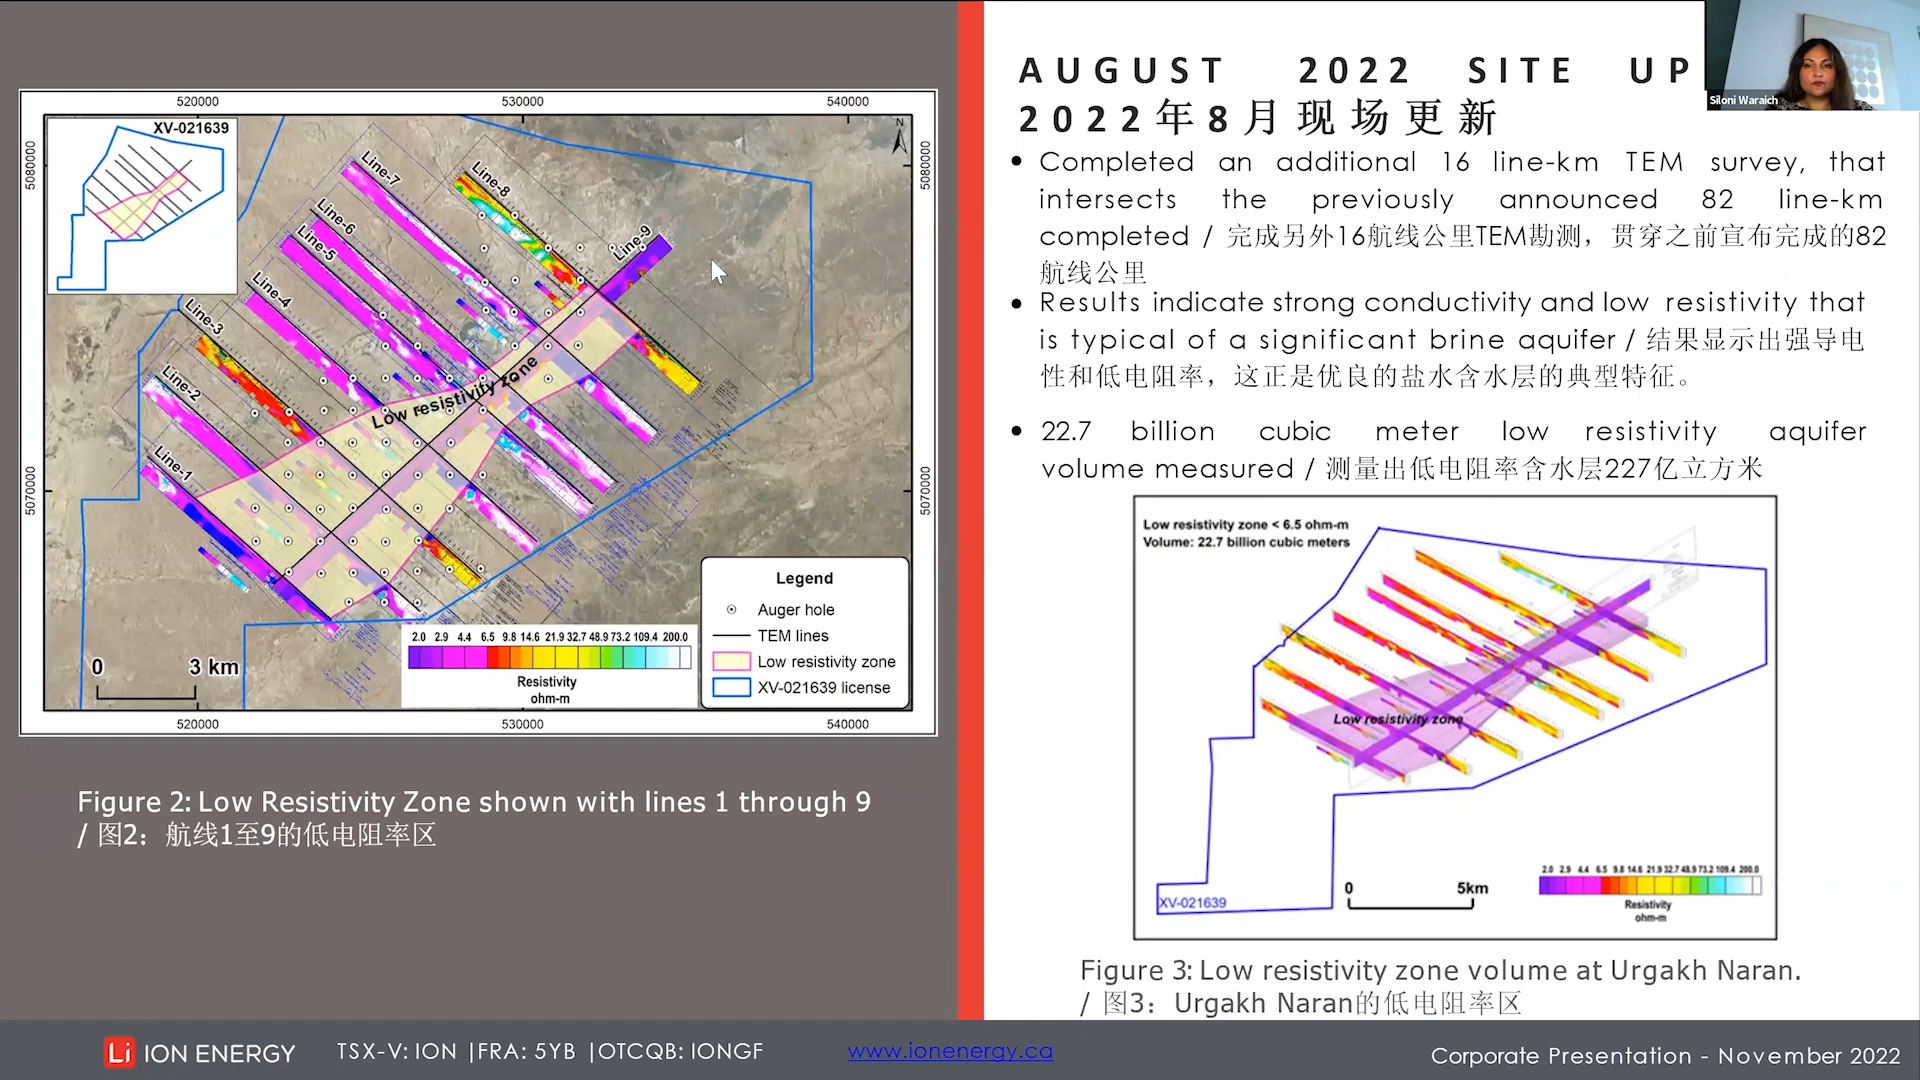 520000
530000
540000
5080000
5070000
5080000
5070000
XV-021639
N
Line-7
Line-8
Line-6
Line-5
Line-9
Line-4
Line-3
Line-2
Line-1
Low resistivity zone
0 3 km
2.0 2.9 4.4 6.5 9.8 14.6 21.9 32.7 48.9 73.2 109.4 200.0
Resistivity
ohm-m
Legend
Auger hole
TEM lines
Low resistivity zone
XV-021639 license
520000
530000
540000
Figure 2: Low Resistivity Zone shown with lines 1 through 9
/ 图2：航线1至9的低电阻率区
AUGUST 2022 SITE UP
2022年8月现场更新
Siloni Waraich
• Completed an additional 16 line-km TEM survey, that
intersects the previously announced 82 line-km
completed / 完成另外16航线公里TEM勘测，贯穿之前宣布完成的82
航线公里
• Results indicate strong conductivity and low resistivity that
is typical of a significant brine aquifer / 结果显示出强导电
性和低电阻率，这正是优良的盐水含水层的典型特征。
• 22.7 billion cubic meter low resistivity aquifer
volume measured / 测量出低电阻率含水层227亿立方米
Low resistivity zone < 6.5 ohm-m
Volume: 22.7 billion cubic meters
Low resistivity zone
XV-021639
0 5km
2.0 2.9 4.4 6.5 9.8 14.6 21.9 32.7 48.9 73.2 109.4 200.0
Resistivity
ohm-m
Figure 3: Low resistivity zone volume at Urgakh Naran.
/ 图3：Urgakh Naran的低电阻率区
Li ION ENERGY
TSX-V: ION |FRA: 5YB |OTCQB: IONGF
www.ionenergy.ca
Corporate Presentation - November 2022